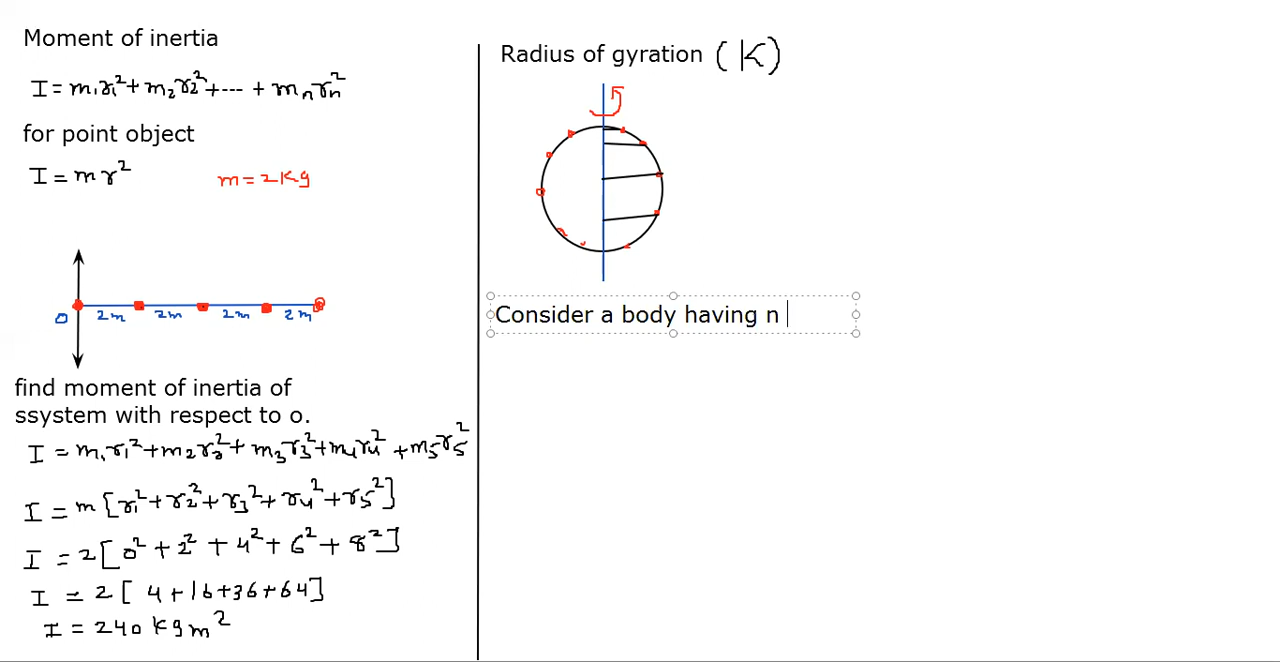 Moment of inertia
I = m₁r₁² + m₂r₂² + --- + mₙrₙ²
for point object
I = mr²
m = 2kg
0 2m 2m 2m 2m
find moment of inertia of
ssystem with respect to o.
I = m₁r₁² + m₂r₂² + m₃r₃² + m₄r₄² + m₅r₅²
I = m[r₁² + r₂² + r₃² + r₄² + r₅²]
I = 2[0² + 2² + 4² + 6² + 8²]
I = 2[4+16+36+64]
I = 240 kgm²
Radius of gyration (K)
Consider a body having n